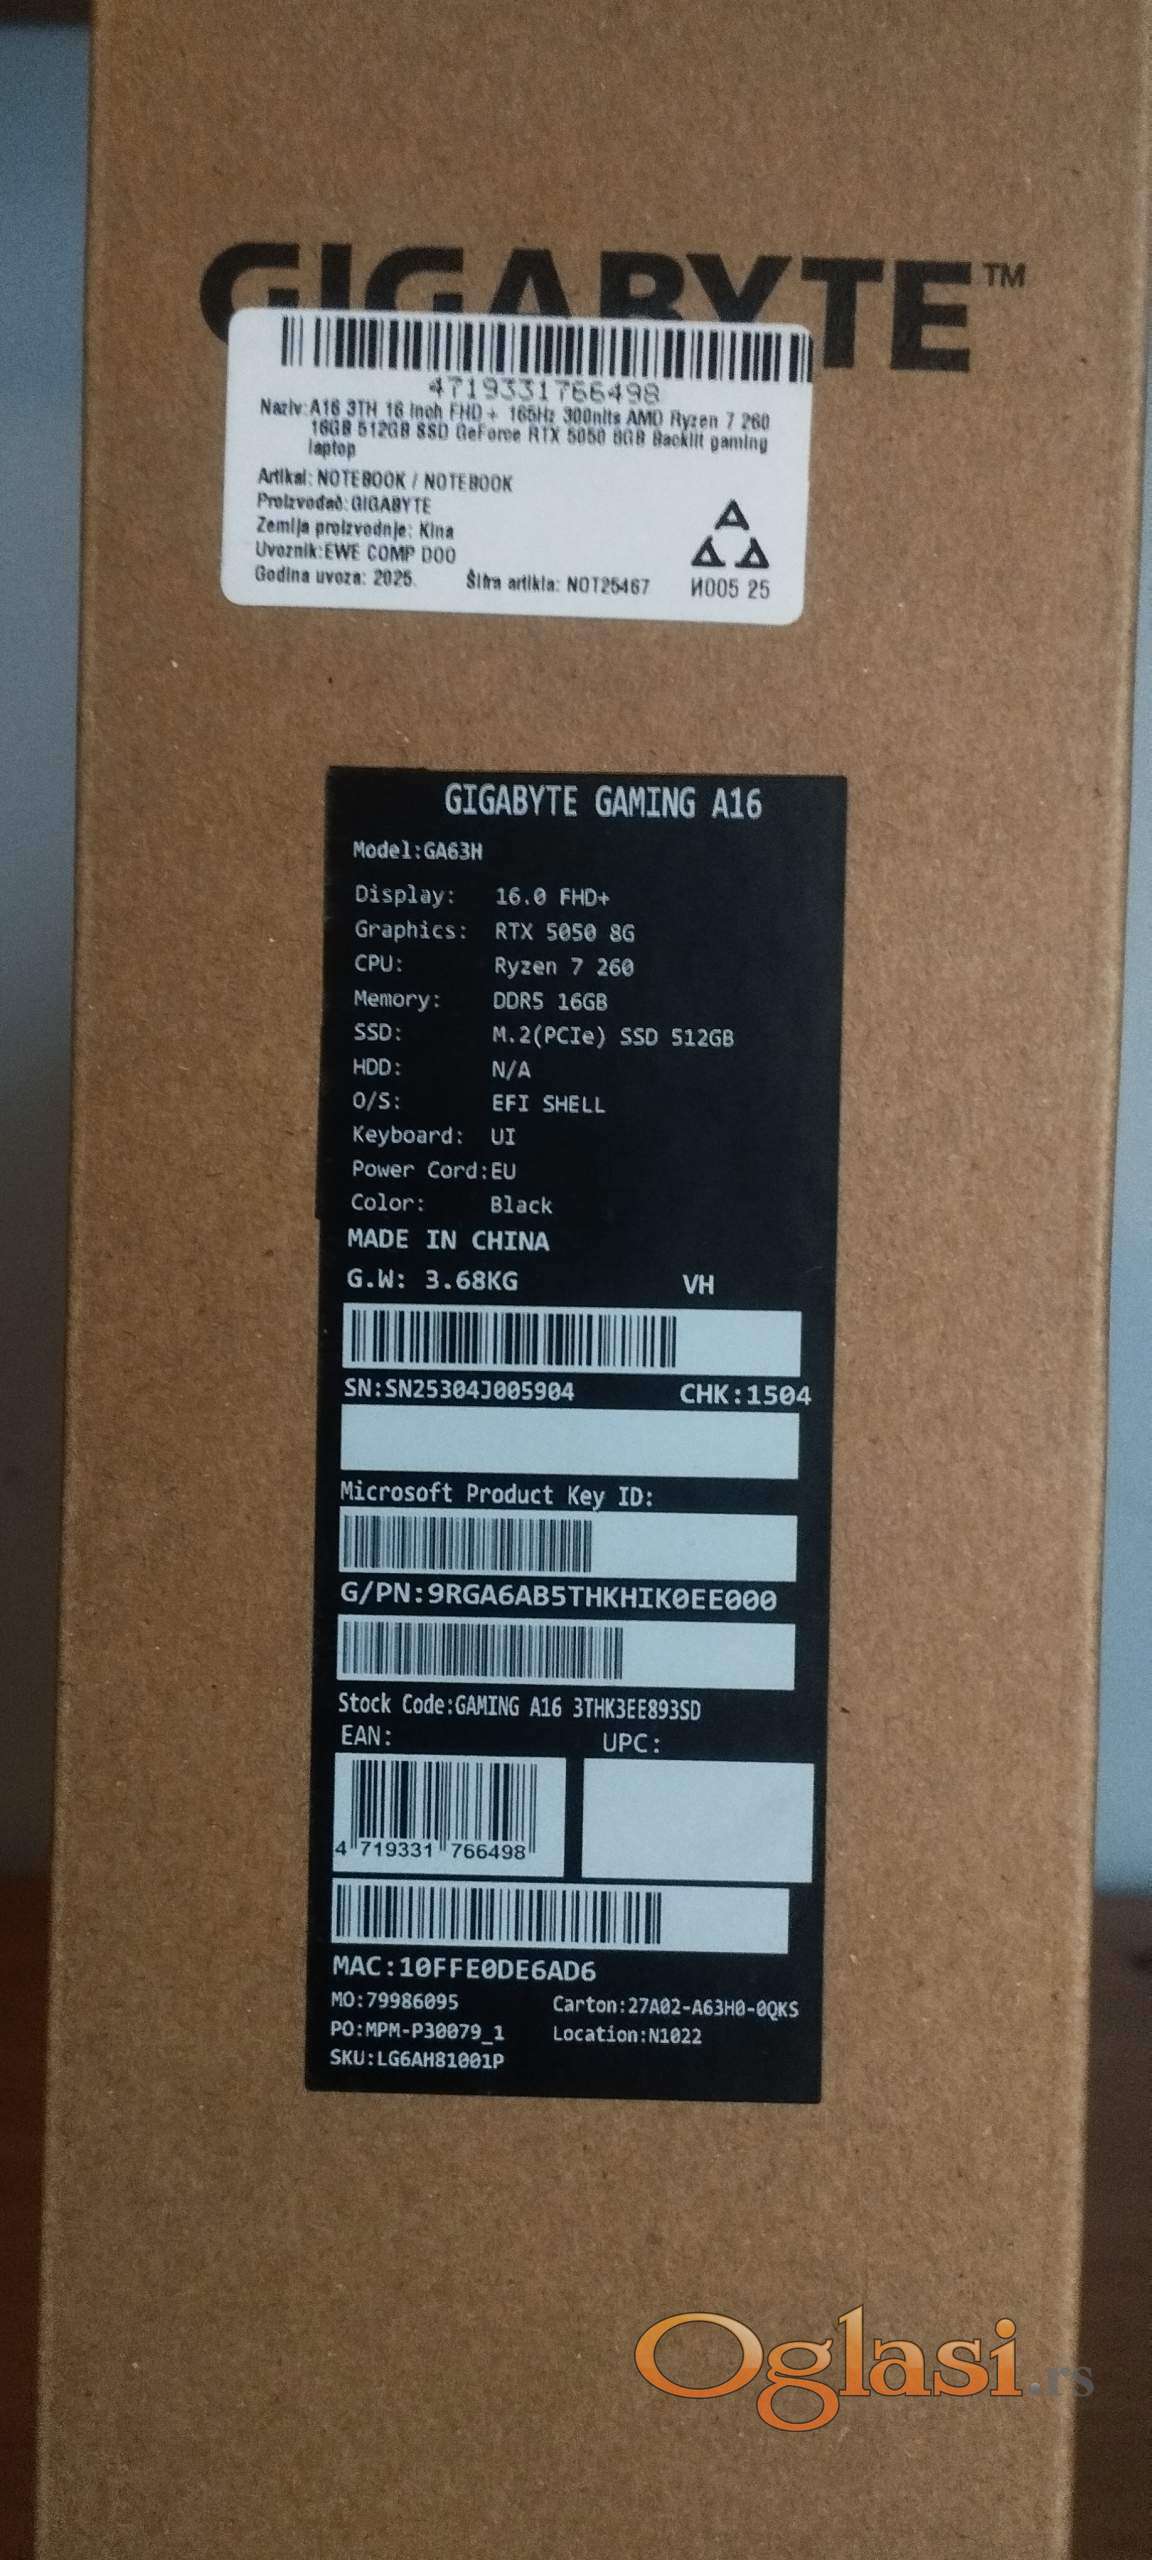 GIGABYTE™
4719331766498
Naziv:A16 3TH 16 inch FHD+ 165Hz 300nits AMD Ryzen 7 260
16GB 512GB SSD GeForce RTX 5050 8GB Backlit gaming
laptop
Artikal: NOTEBOOK / NOTEBOOK
Proizvođač:GIGABYTE
Zemlja proizvodnje: Kina
Uvoznik:EWE COMP DOO
Godina uvoza: 2025. Šifra artikla: NOT25467
И005 25
GIGABYTE GAMING A16
Model:GA63H
Display: 16.0 FHD+
Graphics: RTX 5050 8G
CPU: Ryzen 7 260
Memory: DDR5 16GB
SSD: M.2(PCIe) SSD 512GB
HDD: N/A
O/S: EFI SHELL
Keyboard: UI
Power Cord:EU
Color: Black
MADE IN CHINA
G.W: 3.68KG VH
SN:SN25304J005904 CHK:1504
Microsoft Product Key ID:
G/PN:9RGA6AB5THKHIK0EE000
Stock Code:GAMING A16 3THK3EE893SD
EAN: UPC:
4 719331 766498
MAC:10FFE0DE6AD6
MO:79986095 Carton:27A02-A63H0-0QKS
PO:MPM-P30079_1 Location:N1022
SKU:LG6AH81001P
Oglasi.rs